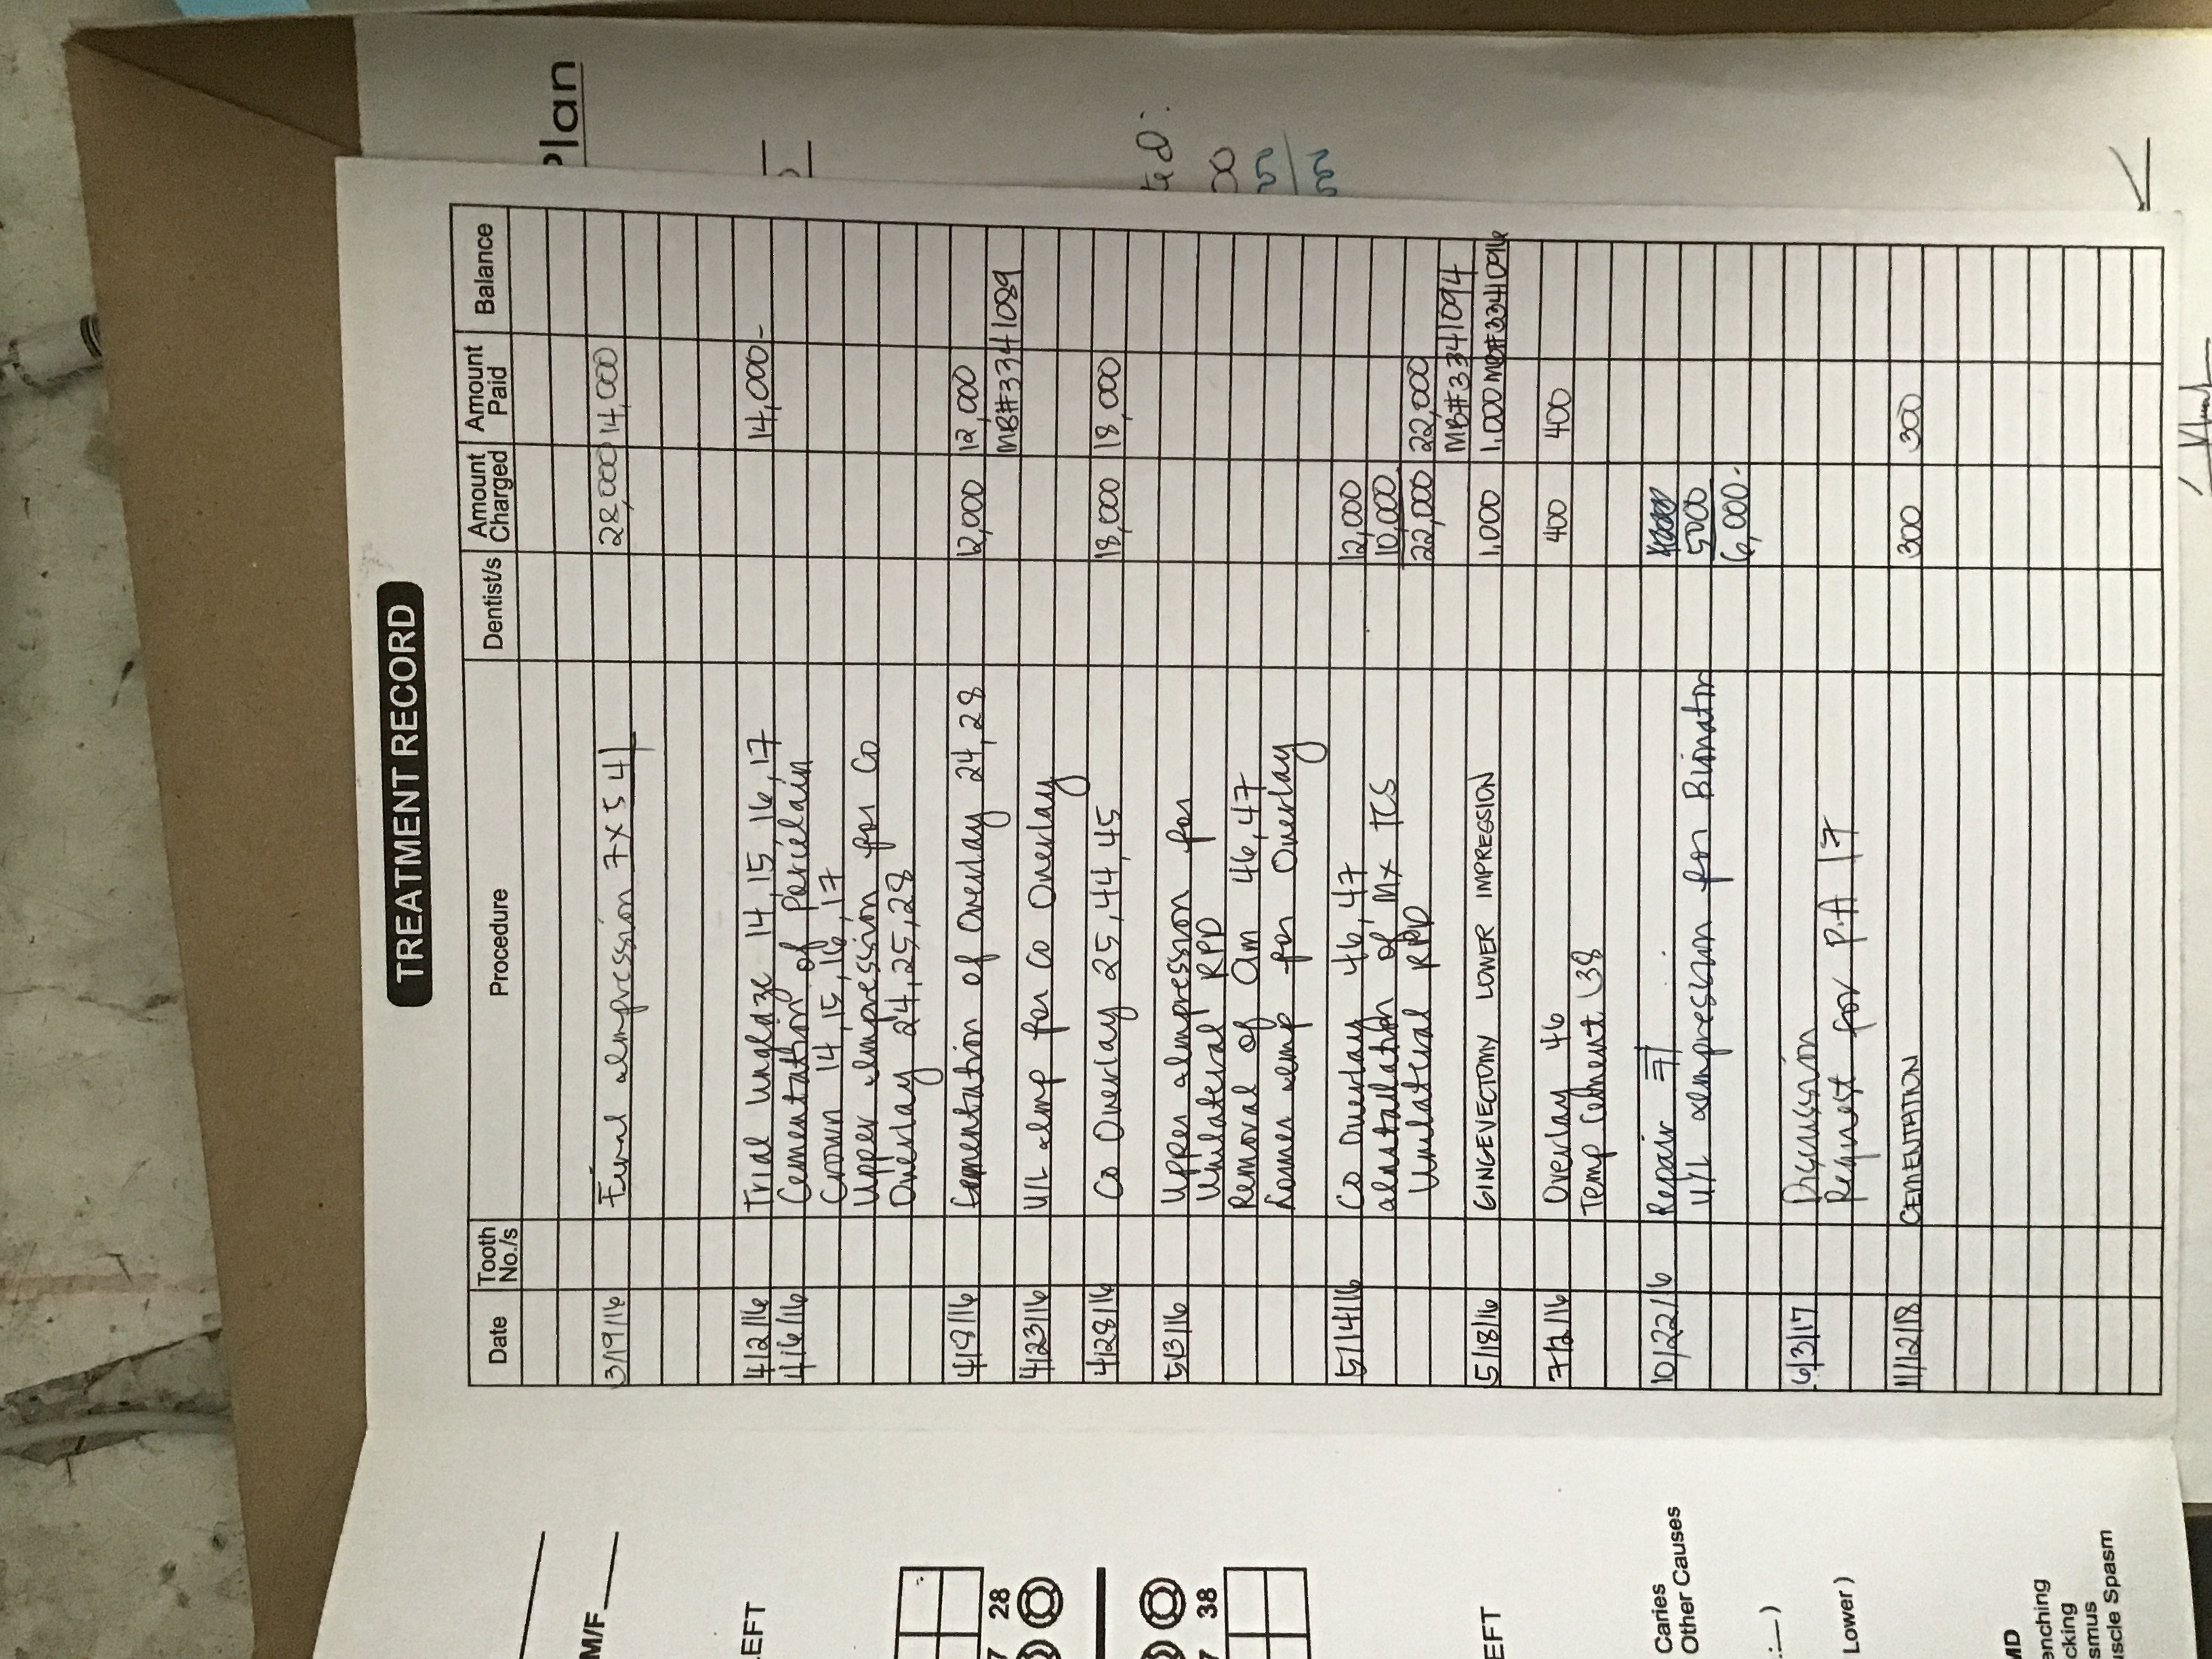 Plan
TREATMENT RECORD
Date Tooth No./s Procedure Dentist/s Amount Charged Amount Paid Balance
3/19/16 Final Impression 7x54| 28,000 14,000
4/2/16 Trial Unglaze 14,15,16,17 14,000-
4/6/16 Cementation of Porcelain
Crown 14,15,16,17
Upper Impression for Co
Overlay 24,25,28
4/8/16 Cementation of Overlay 24,28 12,000 12,000
MB#3341089
4/23/16 U/L Imp for Co Overlay
4/28/16 Co Overlay 25,44,45 18,000 18,000
5/3/16 Upper Impression for
Unilateral RPD
Removal of Am 46,47
Lower Imp for Overlay
5/14/16 Co Overlay 46,47 12,000
Installation of Mx TCS 10,000
Unilateral RPD 22,000 22,000
MB#3341094
5/18/16 GINGEVECTOMY LOWER IMPRESSION 1,000 1,000 MB#3341096
7/2/16 Overlay 46 400 400
Temp Cement 38
10/22/16 Repair
U/L Impression for Bionator 5000
6,000-
6/3/17 Discussion
Request for P.A 17
11/12/18 CEMENTATION 300 300
M/F
28
38
EFT
Caries
Other Causes
Lower )
MD
enching
cking
smus
uscle Spasm